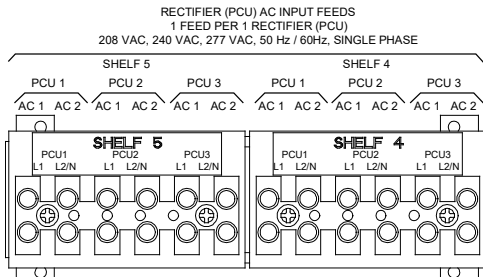 RECTIFIER (PCU) AC INPUT FEEDS
1 FEED PER 1 RECTIFIER (PCU)
208 VAC, 240 VAC, 277 VAC, 50 Hz / 60Hz, SINGLE PHASE
SHELF 5 SHELF 4
PCU 1 PCU 2 PCU 3 PCU 1 PCU 2 PCU 3
AC 1 AC 2 AC 1 AC 2 AC 1 AC 2 AC 1 AC 2 AC 1 AC 2 AC 1 AC 2
SHELF 5 SHELF 4
PCU1 PCU2 PCU3 PCU1 PCU2 PCU3
L1 L2/N L1 L2/N L1 L2/N L1 L2/N L1 L2/N L1 L2/N